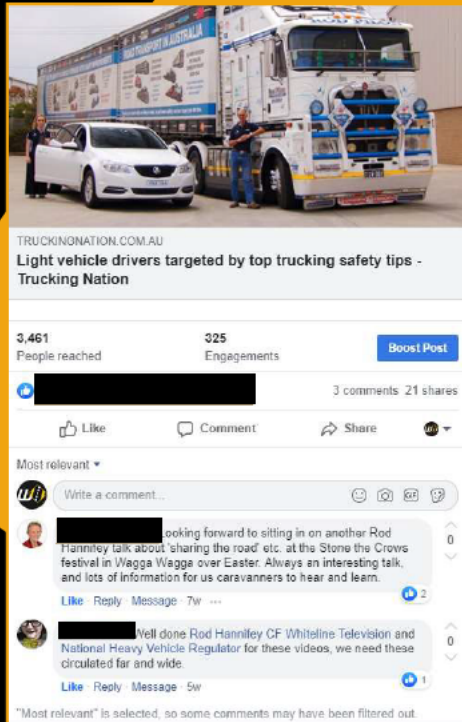 ROAD TRANSPORT IN AUSTRALIA
TRUCKINGNATION.COM.AU
Light vehicle drivers targeted by top trucking safety tips -
Trucking Nation
3,461
People reached
325
Engagements
Boost Post
3 comments 21 shares
Like
Comment
Share
Most relevant
Write a comment...
GIF
Looking forward to sitting in on another Rod
Hannifey talk about 'sharing the road' etc. at the Stone the Crows
festival in Wagga Wagga over Easter. Always an interesting talk,
and lots of information for us caravanners to hear and learn.
0
Like · Reply · Message · 7w ...
2
Well done Rod Hannifey CF Whiteline Television and
National Heavy Vehicle Regulator for these videos, we need these
circulated far and wide.
0
Like · Reply · Message · 5w
1
"Most relevant" is selected, so some comments may have been filtered out.